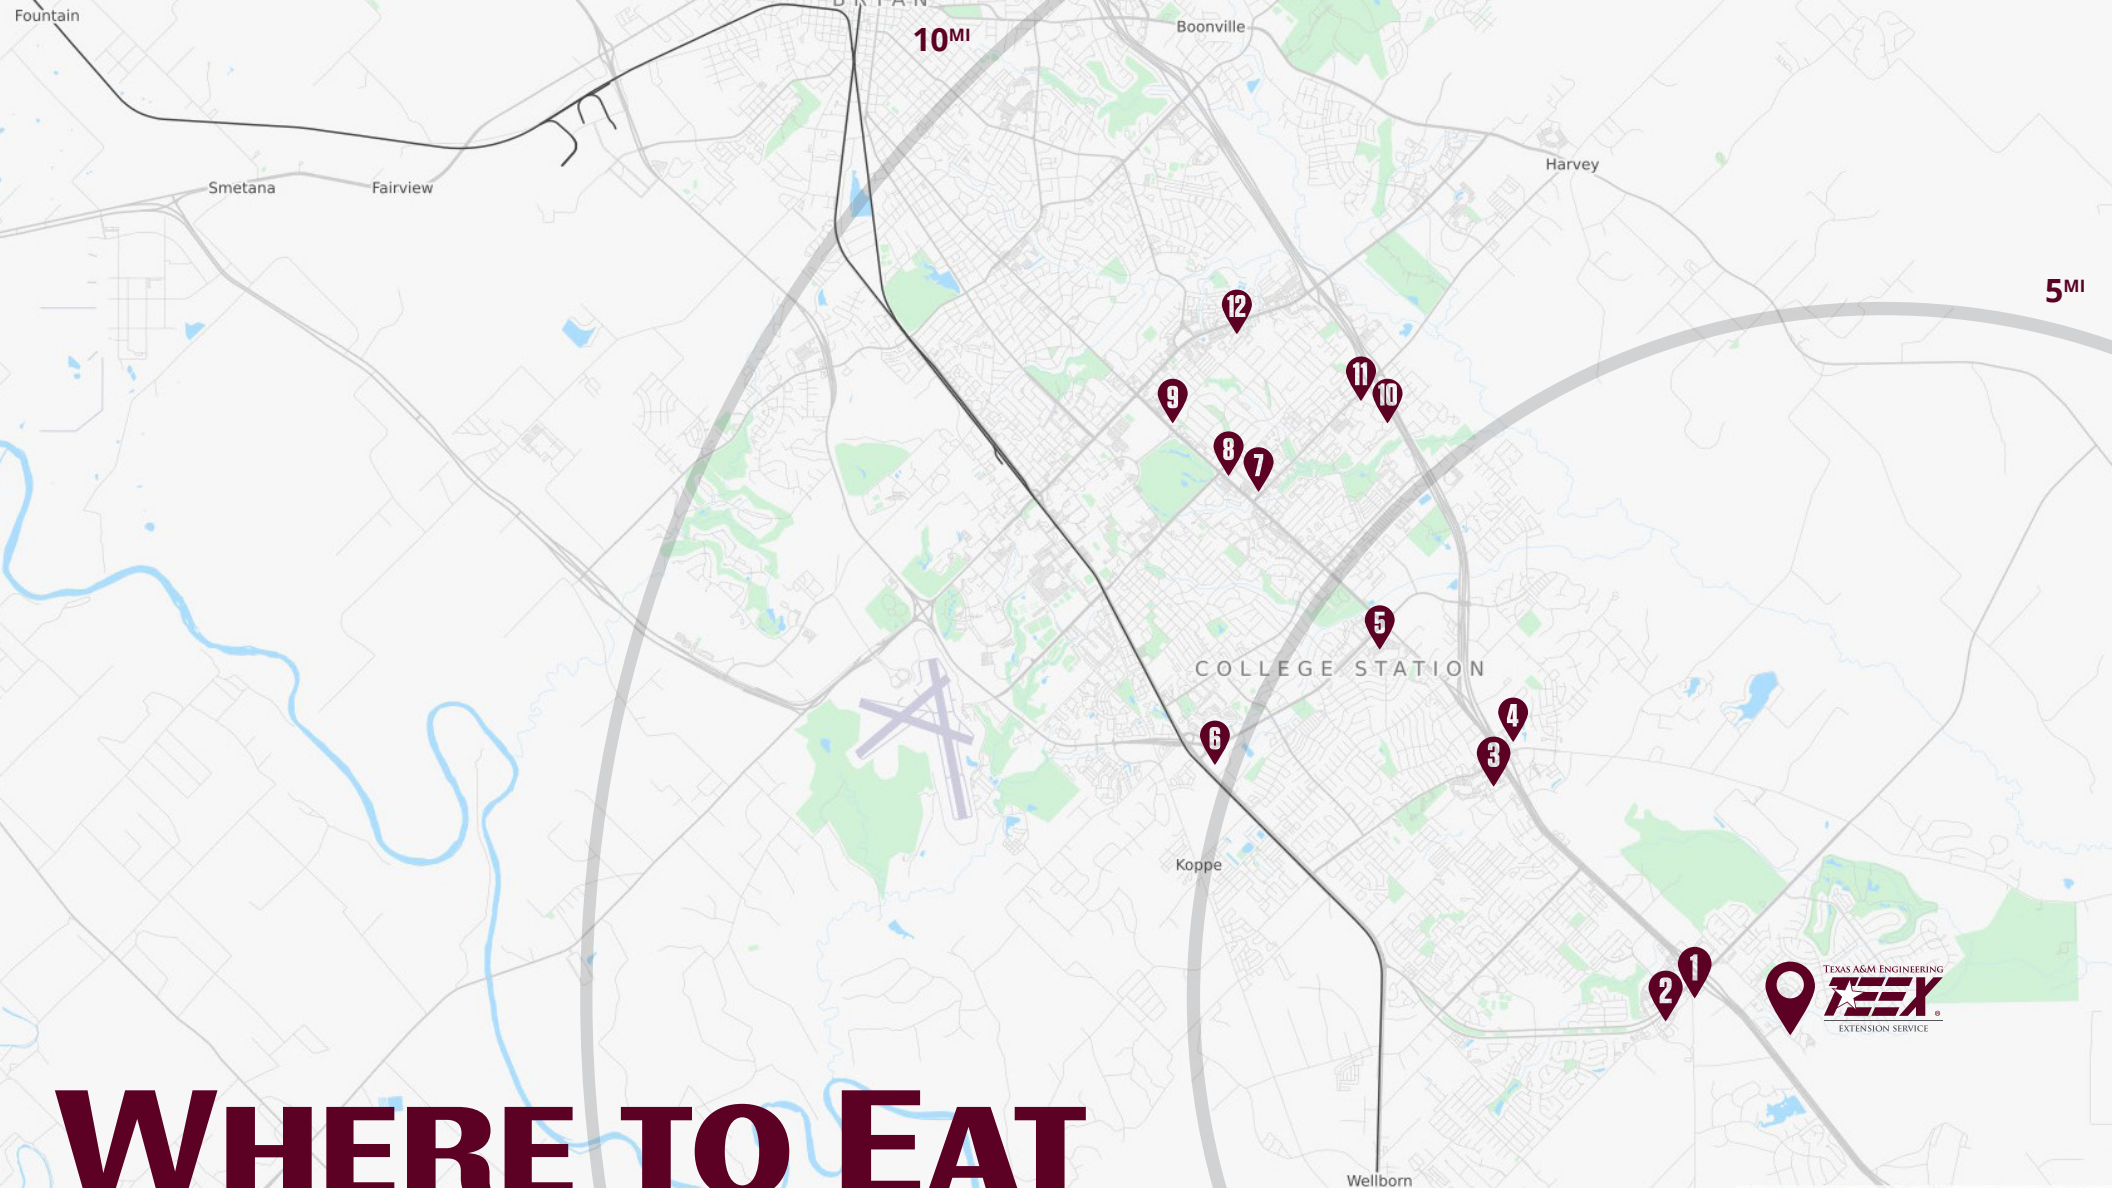 BRYAN
Fountain
10MI
Boonville
Harvey
Smetana
Fairview
5MI
12
11
10
9
8
7
5
COLLEGE STATION
4
6
3
Koppe
1
2
TEXAS A&M ENGINEERING
TEEX®
EXTENSION SERVICE
WHERE TO EAT
Wellborn